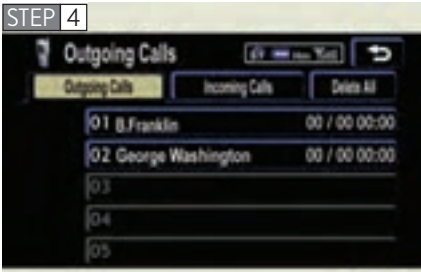 STEP 4
Outgoing Calls
Outgoing Calls Incoming Calls Delete All
01 B.Franklin 00 / 00 00:00
02 George Washington 00 / 00 00:00
03
04
05